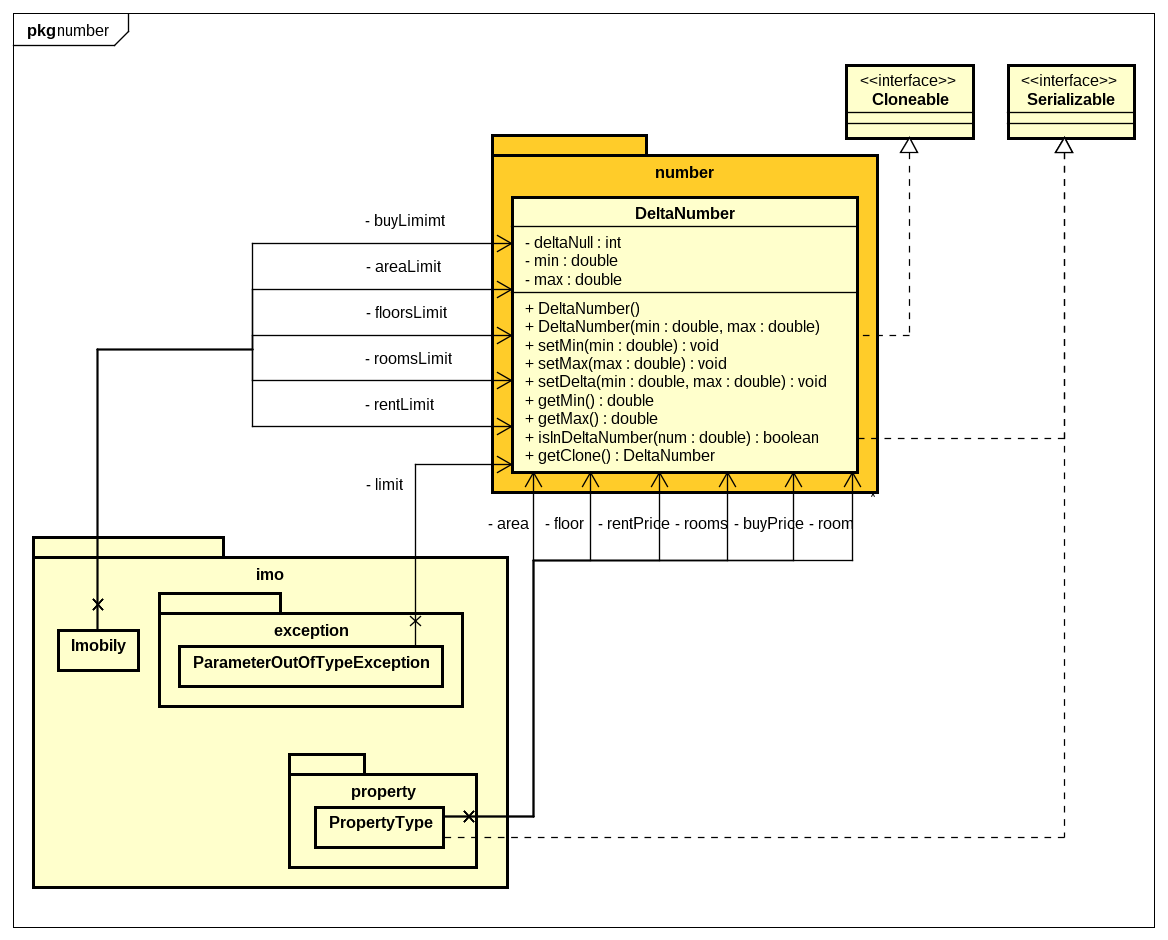 pkg number
<<interface>>
Cloneable
<<interface>>
Serializable
number
DeltaNumber
- deltaNull : int
- min : double
- max : double
+ DeltaNumber()
+ DeltaNumber(min : double, max : double)
+ setMin(min : double) : void
+ setMax(max : double) : void
+ setDelta(min : double, max : double) : void
+ getMin() : double
+ getMax() : double
+ isInDeltaNumber(num : double) : boolean
+ getClone() : DeltaNumber
- buyLimimt
- areaLimit
- floorsLimit
- roomsLimit
- rentLimit
- limit
- area
- floor
- rentPrice
- rooms
- buyPrice
- room
imo
Imobily
exception
ParameterOutOfTypeException
property
PropertyType